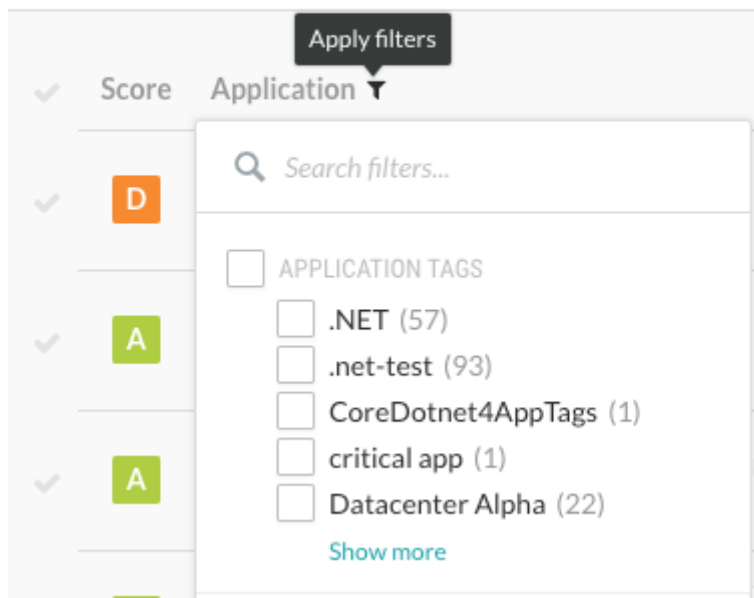 Apply filters
Score Application
Search filters...
D
APPLICATION TAGS
.NET (57)
.net-test (93)
A
CoreDotnet4AppTags (1)
critical app (1)
A
Datacenter Alpha (22)
Show more